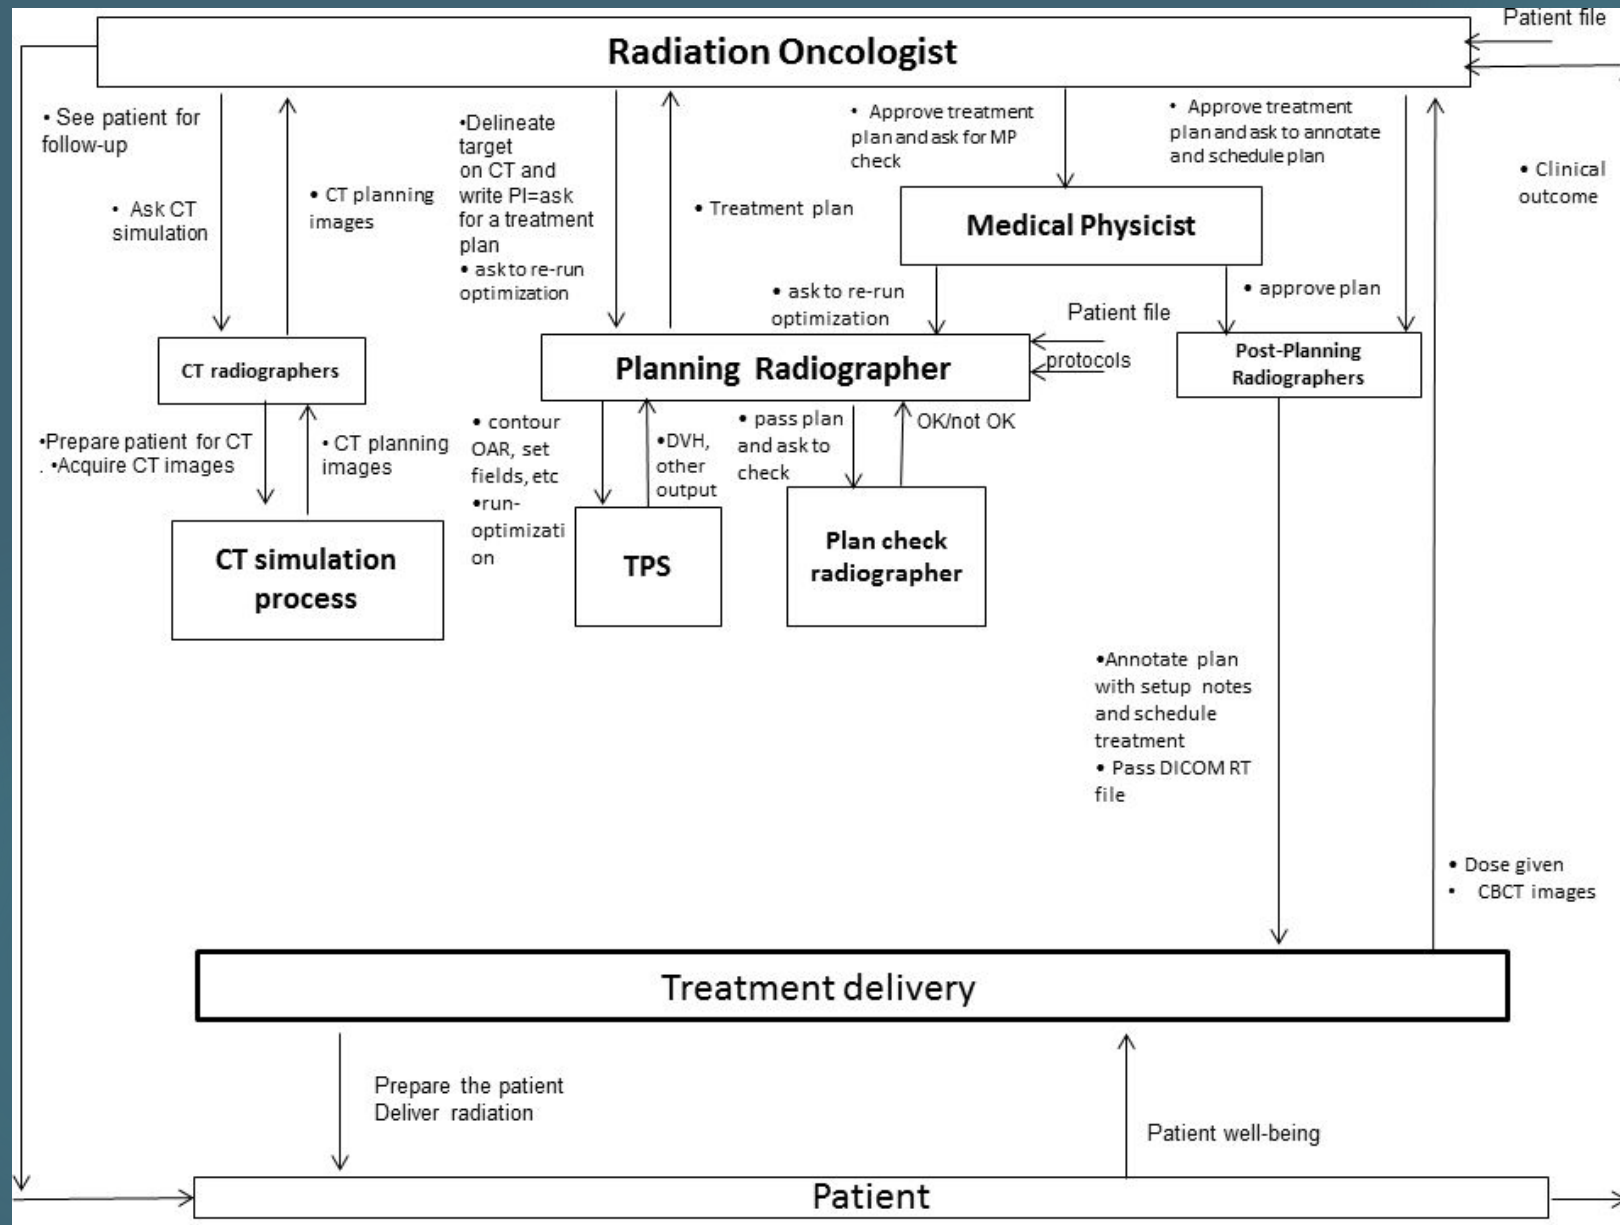 Patient file
Radiation Oncologist
• See patient for
follow-up
• Ask CT
simulation
• CT planning
images
•Delineate
target
on CT and
write PI=ask
for a treatment
plan
• ask to re-run
optimization
• Treatment plan
• Approve treatment
plan and ask for MP
check
• Approve treatment
plan and ask to annotate
and schedule plan
• Clinical
outcome
Medical Physicist
• ask to re-run
optimization
• approve plan
Patient file
protocols
CT radiographers
Planning Radiographer
Post-Planning
Radiographers
•Prepare patient for CT
. •Acquire CT images
• CT planning
images
• contour
OAR, set
fields, etc
•run-
optimizati
on
•DVH,
other
output
• pass plan
and ask to
check
OK/not OK
CT simulation
process
TPS
Plan check
radiographer
•Annotate plan
with setup notes
and schedule
treatment
• Pass DICOM RT
file
• Dose given
• CBCT images
Treatment delivery
Prepare the patient
Deliver radiation
Patient well-being
Patient